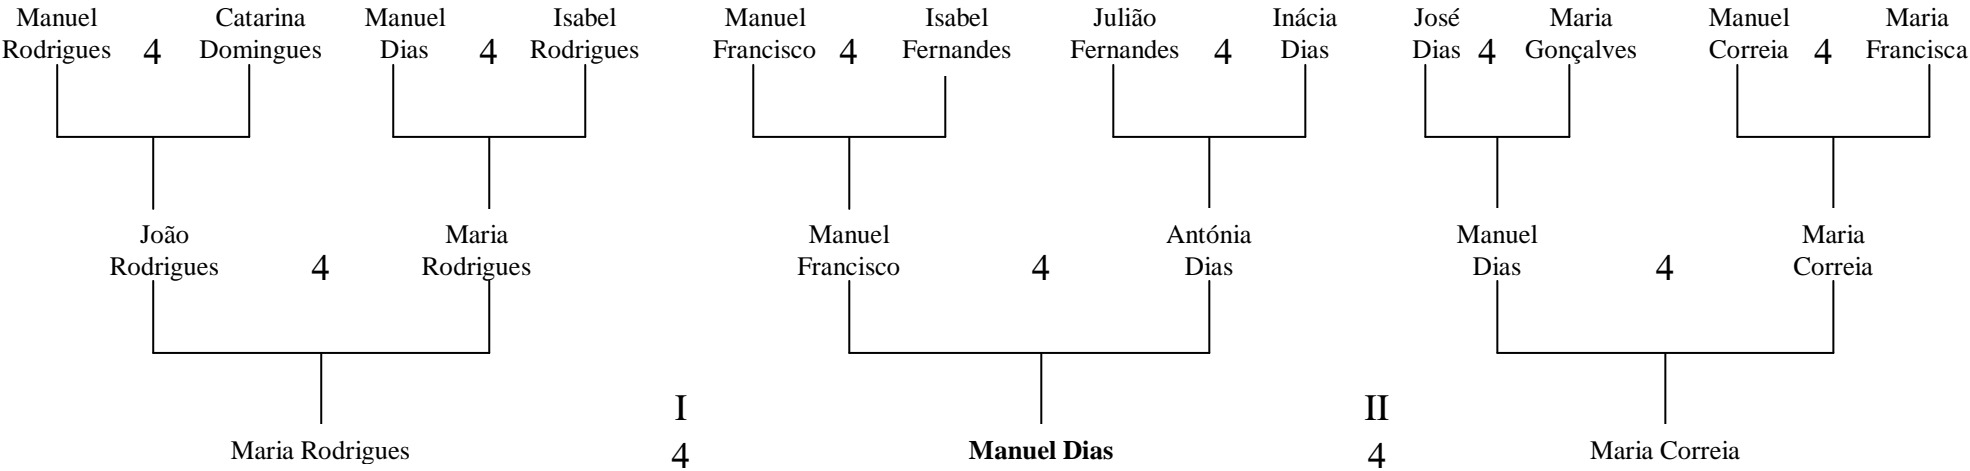 Manuel Catarina Manuel Isabel Manuel Isabel Julião Inácia José Maria Manuel Maria
Rodrigues 4 Domingues Dias 4 Rodrigues Francisco 4 Fernandes Fernandes 4 Dias Dias 4 Gonçalves Correia 4 Francisca
João Maria Manuel Antónia Manuel Maria
Rodrigues 4 Rodrigues Francisco 4 Dias Dias 4 Correia
I II
Maria Rodrigues 4 Manuel Dias 4 Maria Correia